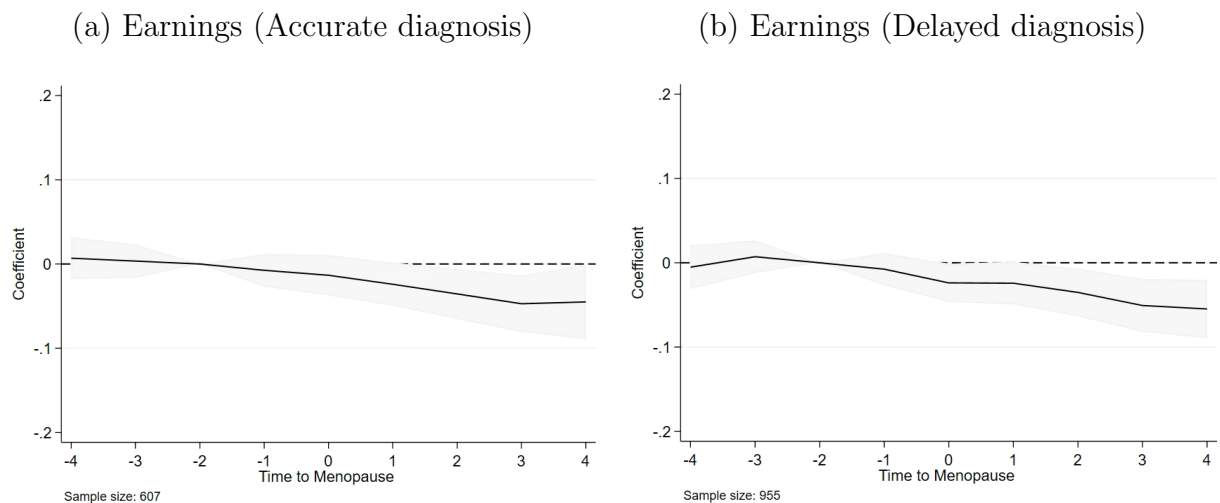 (a) Earnings (Accurate diagnosis)
.2
.1
0
-.1
-.2
Coefficient
-4 -3 -2 -1 0 1 2 3 4
Time to Menopause
Sample size: 607
(b) Earnings (Delayed diagnosis)
.2
.1
0
-.1
-.2
Coefficient
-4 -3 -2 -1 0 1 2 3 4
Time to Menopause
Sample size: 955